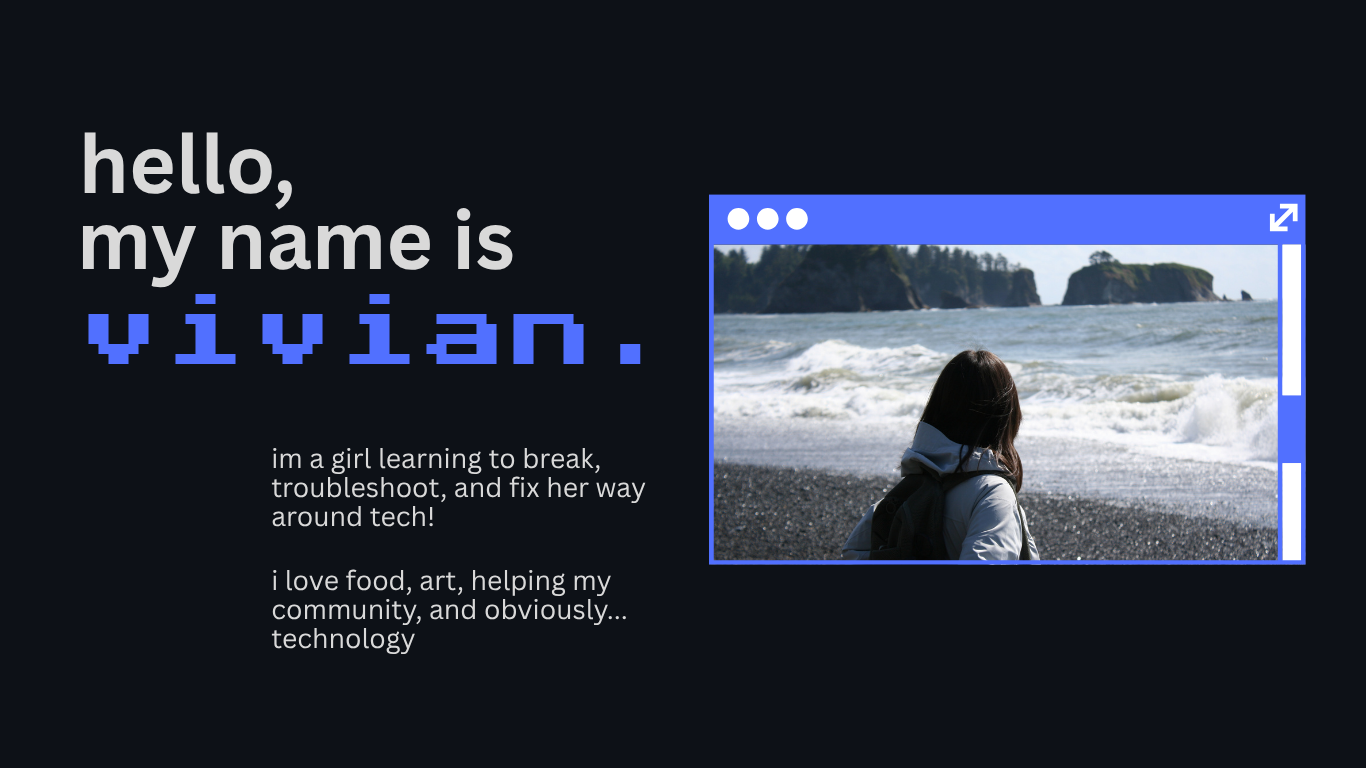 hello,
my name is
vivian.
im a girl learning to break,
troubleshoot, and fix her way
around tech!
i love food, art, helping my
community, and obviously...
technology